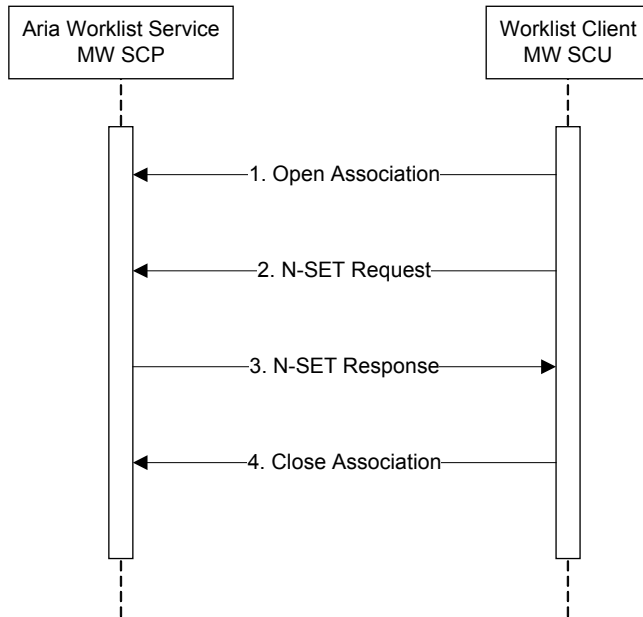 Aria Worklist Service
MW SCP
Worklist Client
MW SCU
1. Open Association
2. N-SET Request
3. N-SET Response
4. Close Association